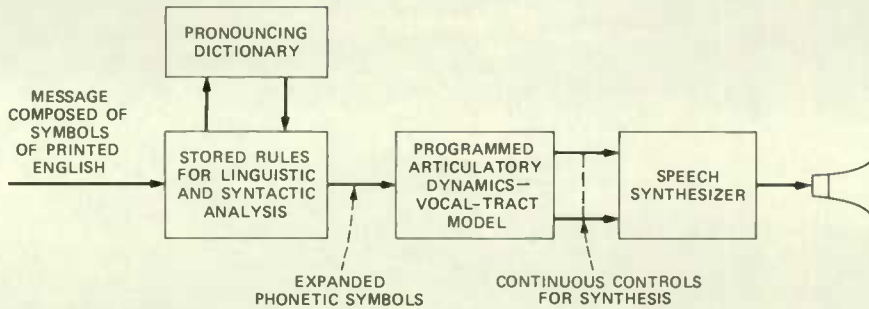 PRONOUNCING
DICTIONARY
MESSAGE
COMPOSED OF
SYMBOLS
OF PRINTED
ENGLISH
STORED RULES
FOR LINGUISTIC
AND SYNTACTIC
ANALYSIS
PROGRAMMED
ARTICULATORY
DYNAMICS—
VOCAL-TRACT
MODEL
SPEECH
SYNTHESIZER
EXPANDED
PHONETIC SYMBOLS
CONTINUOUS CONTROLS
FOR SYNTHESIS